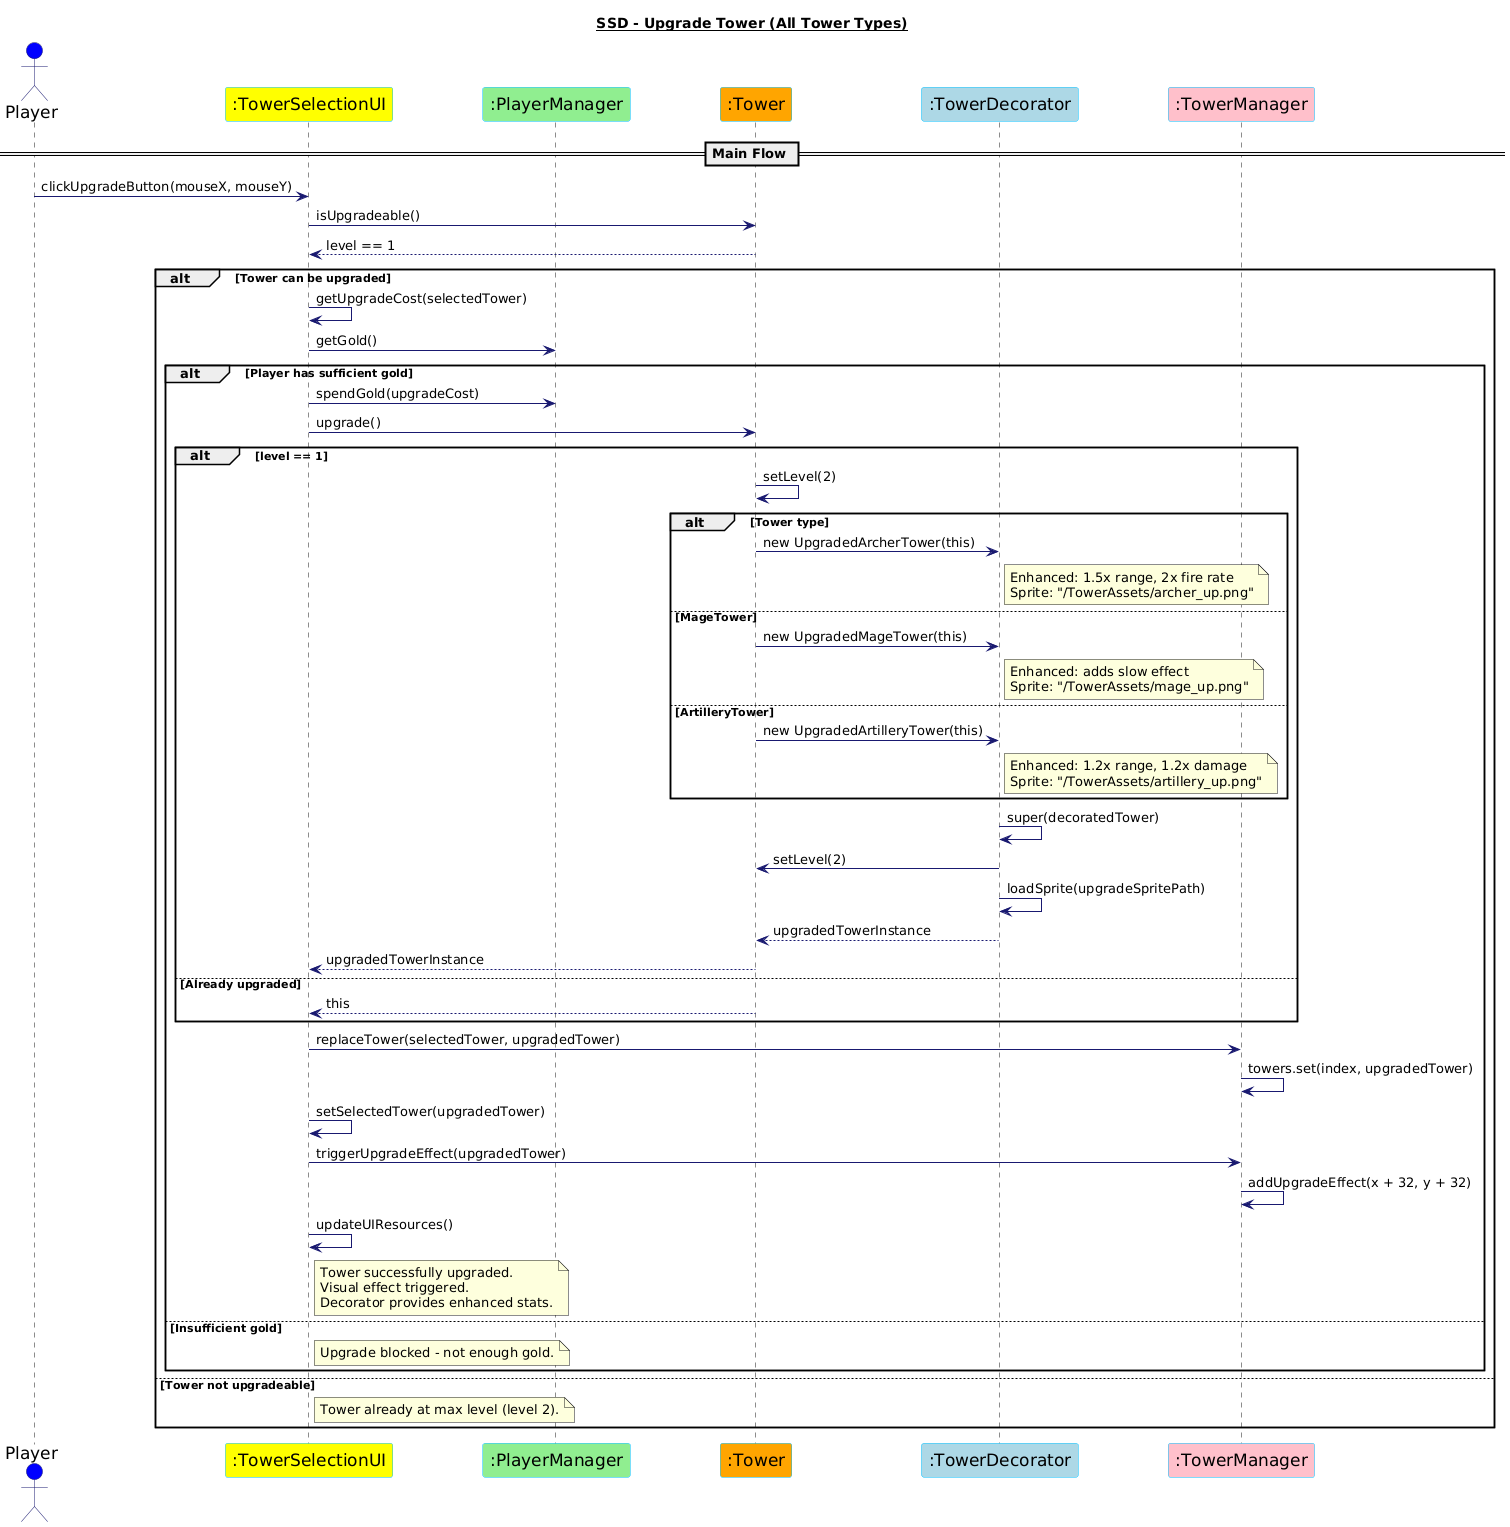 SSD - Upgrade Tower (All Tower Types)
Player
:TowerSelectionUI
:PlayerManager
:Tower
:TowerDecorator
:TowerManager
Main Flow
clickUpgradeButton(mouseX, mouseY)
isUpgradeable()
level == 1
alt [Tower can be upgraded]
getUpgradeCost(selectedTower)
getGold()
alt [Player has sufficient gold]
spendGold(upgradeCost)
upgrade()
alt [level == 1]
setLevel(2)
alt [Tower type]
new UpgradedArcherTower(this)
Enhanced: 1.5x range, 2x fire rate
Sprite: "/TowerAssets/archer_up.png"
[MageTower]
new UpgradedMageTower(this)
Enhanced: adds slow effect
Sprite: "/TowerAssets/mage_up.png"
[ArtilleryTower]
new UpgradedArtilleryTower(this)
Enhanced: 1.2x range, 1.2x damage
Sprite: "/TowerAssets/artillery_up.png"
super(decoratedTower)
setLevel(2)
loadSprite(upgradeSpritePath)
upgradedTowerInstance
upgradedTowerInstance
[Already upgraded]
this
replaceTower(selectedTower, upgradedTower)
towers.set(index, upgradedTower)
setSelectedTower(upgradedTower)
triggerUpgradeEffect(upgradedTower)
addUpgradeEffect(x + 32, y + 32)
updateUIResources()
Tower successfully upgraded.
Visual effect triggered.
Decorator provides enhanced stats.
[Insufficient gold]
Upgrade blocked - not enough gold.
[Tower not upgradeable]
Tower already at max level (level 2).
Player
:TowerSelectionUI
:PlayerManager
:Tower
:TowerDecorator
:TowerManager